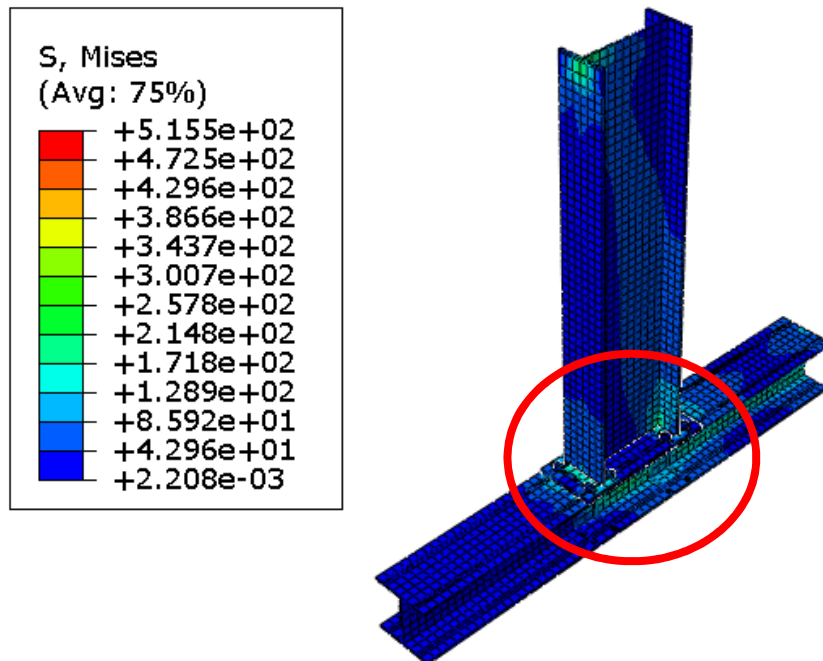 S, Mises
(Avg: 75%)
+5.155e+02
+4.725e+02
+4.296e+02
+3.866e+02
+3.437e+02
+3.007e+02
+2.578e+02
+2.148e+02
+1.718e+02
+1.289e+02
+8.592e+01
+4.296e+01
+2.208e-03